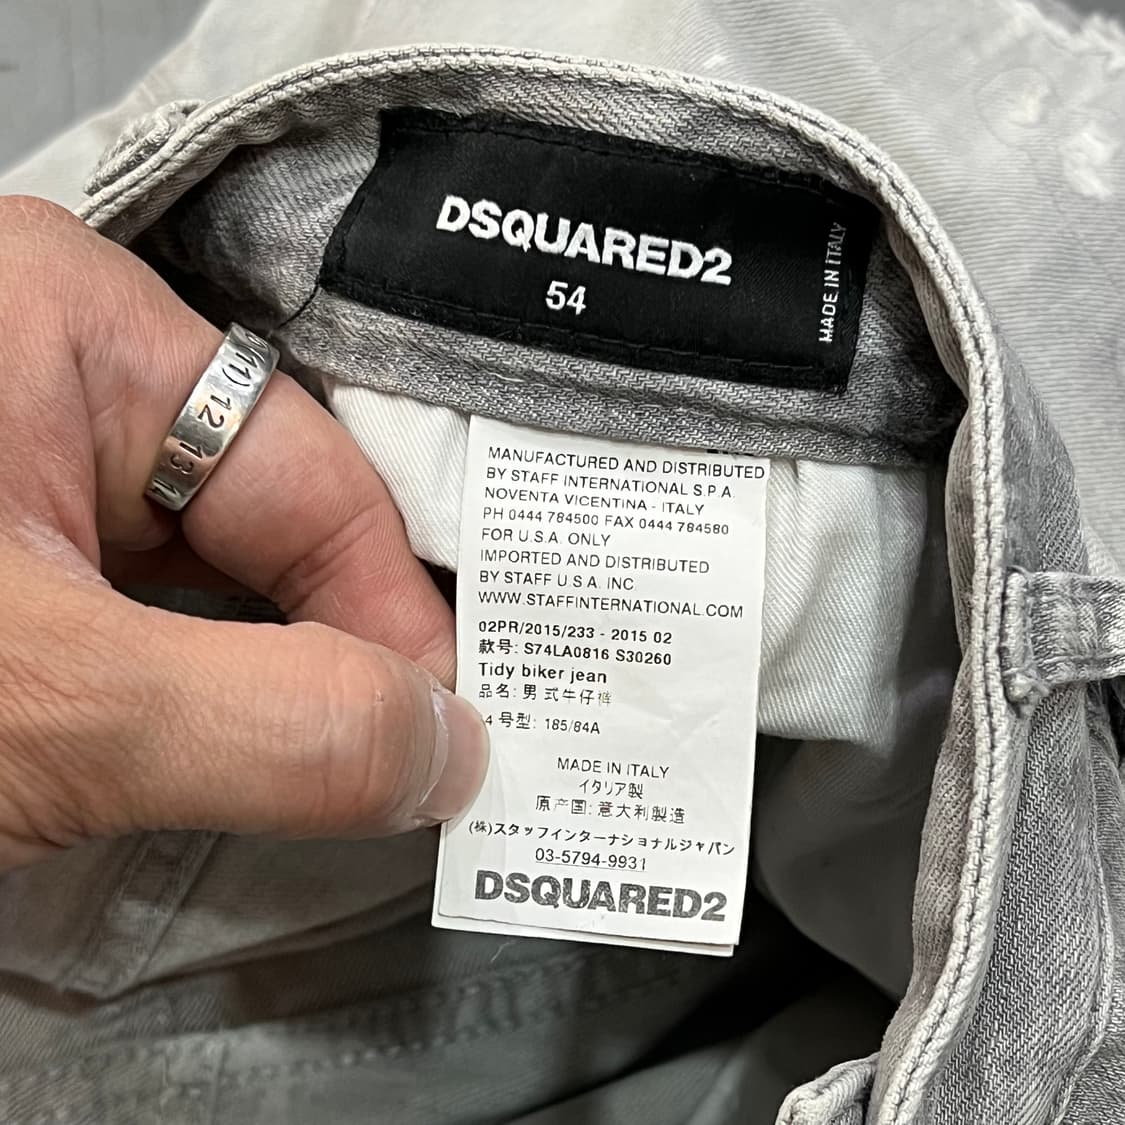 DSQUARED2
54
MADE IN ITALY
11) 12 13
MANUFACTURED AND DISTRIBUTED
BY STAFF INTERNATIONAL S.P.A.
NOVENTA VICENTINA - ITALY
PH 0444 784500 FAX 0444 784580
FOR U.S.A. ONLY
IMPORTED AND DISTRIBUTED
BY STAFF U.S.A. INC.
WWW.STAFFINTERNATIONAL.COM
02PR/2015/233 - 2015 02
款号: S74LA0816 S30260
Tidy biker jean
品名: 男 式牛仔裤
4 号型: 185/84A
MADE IN ITALY
イタリア製
原产国: 意大利製造
(株)スタッフインターナショナルジャパン
03-5794-9931
DSQUARED2